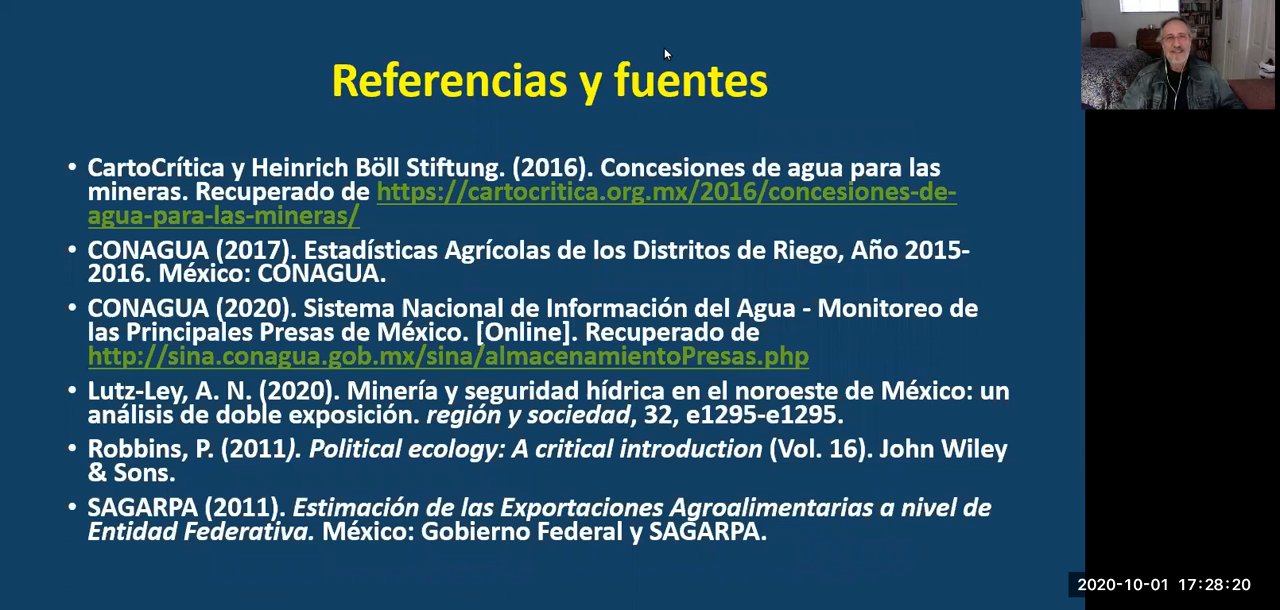 Referencias y fuentes
• CartoCrítica y Heinrich Böll Stiftung. (2016). Concesiones de agua para las
mineras. Recuperado de https://cartocritica.org.mx/2016/concesiones-de-
agua-para-las-mineras/
• CONAGUA (2017). Estadísticas Agrícolas de los Distritos de Riego, Año 2015-
2016. México: CONAGUA.
• CONAGUA (2020). Sistema Nacional de Información del Agua - Monitoreo de
las Principales Presas de México. [Online]. Recuperado de
http://sina.conagua.gob.mx/sina/almacenamientoPresas.php
• Lutz-Ley, A. N. (2020). Minería y seguridad hídrica en el noroeste de México: un
análisis de doble exposición. región y sociedad, 32, e1295-e1295.
• Robbins, P. (2011). Political ecology: A critical introduction (Vol. 16). John Wiley
& Sons.
• SAGARPA (2011). Estimación de las Exportaciones Agroalimentarias a nivel de
Entidad Federativa. México: Gobierno Federal y SAGARPA.
2020-10-01 17:28:20